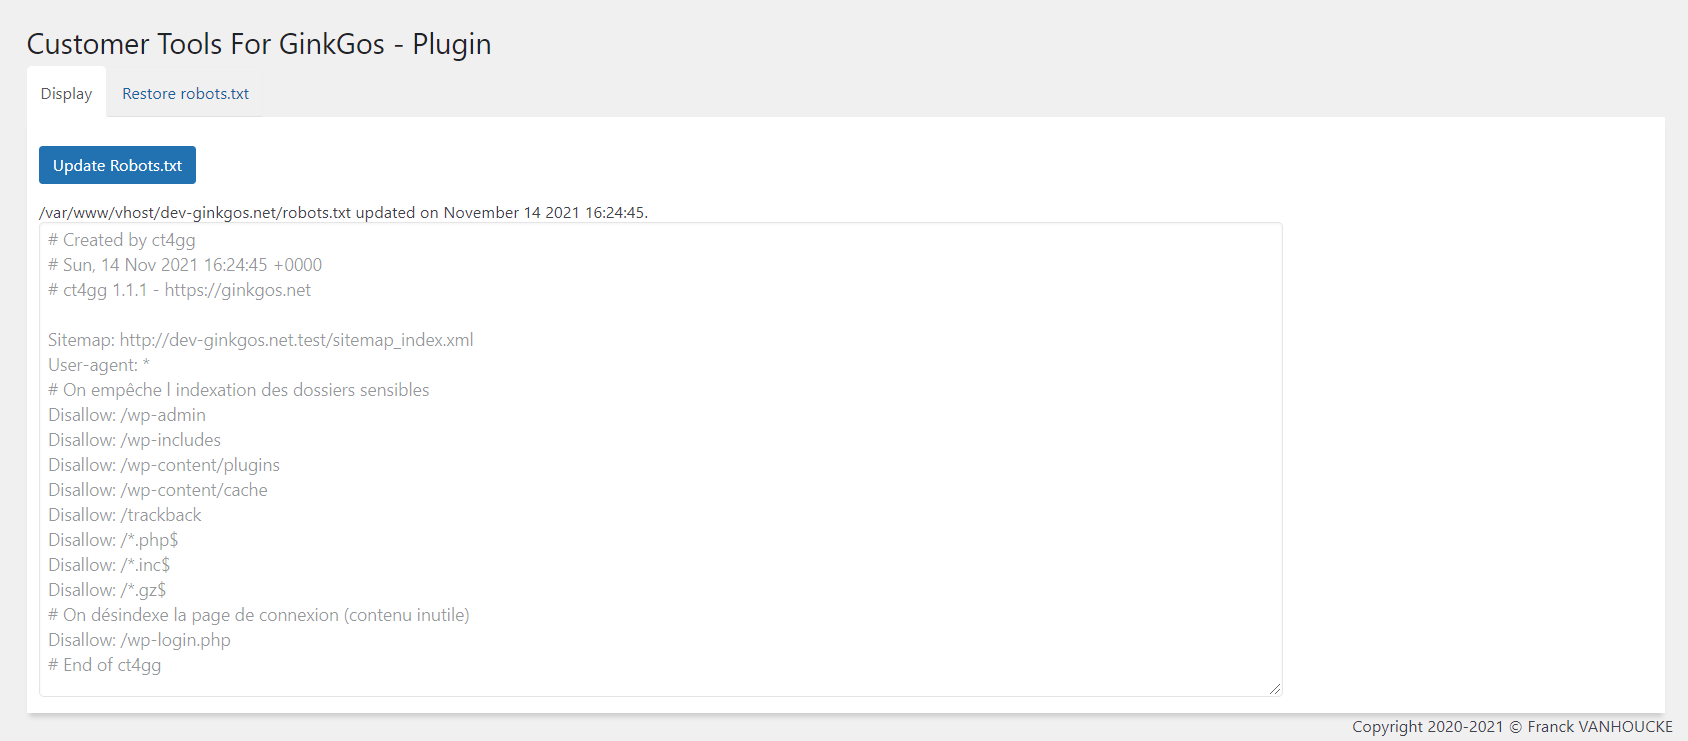 Customer Tools For GinkGos - Plugin
Display
Restore robots.txt
Update Robots.txt
/var/www/vhost/dev-ginkgos.net/robots.txt updated on November 14 2021 16:24:45.
# Created by ct4gg
# Sun, 14 Nov 2021 16:24:45 +0000
# ct4gg 1.1.1 - https://ginkgos.net
Sitemap: http://dev-ginkgos.net.test/sitemap_index.xml
User-agent: *
# On empêche l indexation des dossiers sensibles
Disallow: /wp-admin
Disallow: /wp-includes
Disallow: /wp-content/plugins
Disallow: /wp-content/cache
Disallow: /trackback
Disallow: /*.php$
Disallow: /*.inc$
Disallow: /*.gz$
# On désindexe la page de connexion (contenu inutile)
Disallow: /wp-login.php
# End of ct4gg
Copyright 2020-2021 © Franck VANHOUCKE